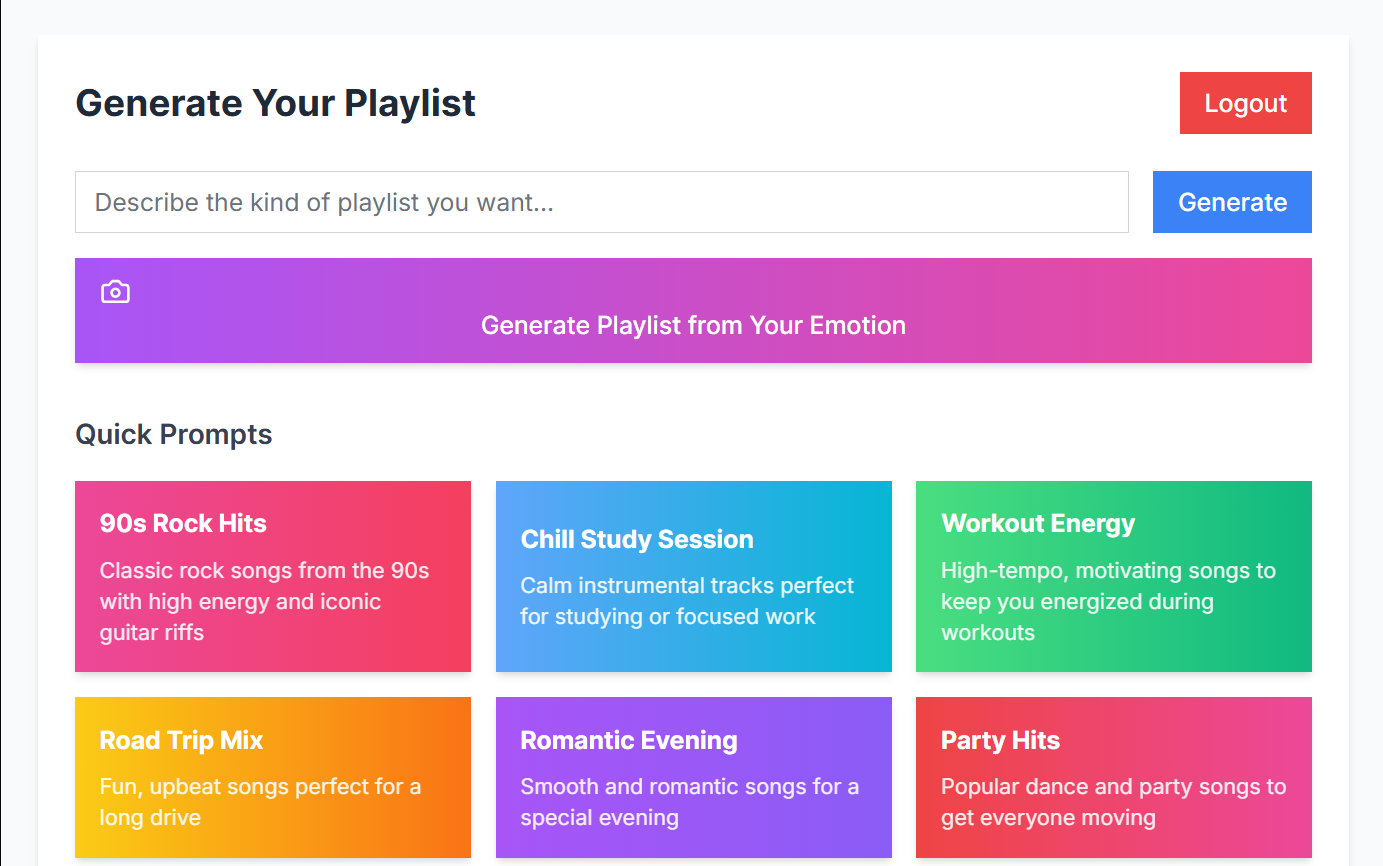 Generate Your Playlist
Logout
Describe the kind of playlist you want...
Generate
Generate Playlist from Your Emotion
Quick Prompts
90s Rock Hits
Classic rock songs from the 90s
with high energy and iconic
guitar riffs
Chill Study Session
Calm instrumental tracks perfect
for studying or focused work
Workout Energy
High-tempo, motivating songs to
keep you energized during
workouts
Road Trip Mix
Fun, upbeat songs perfect for a
long drive
Romantic Evening
Smooth and romantic songs for a
special evening
Party Hits
Popular dance and party songs to
get everyone moving